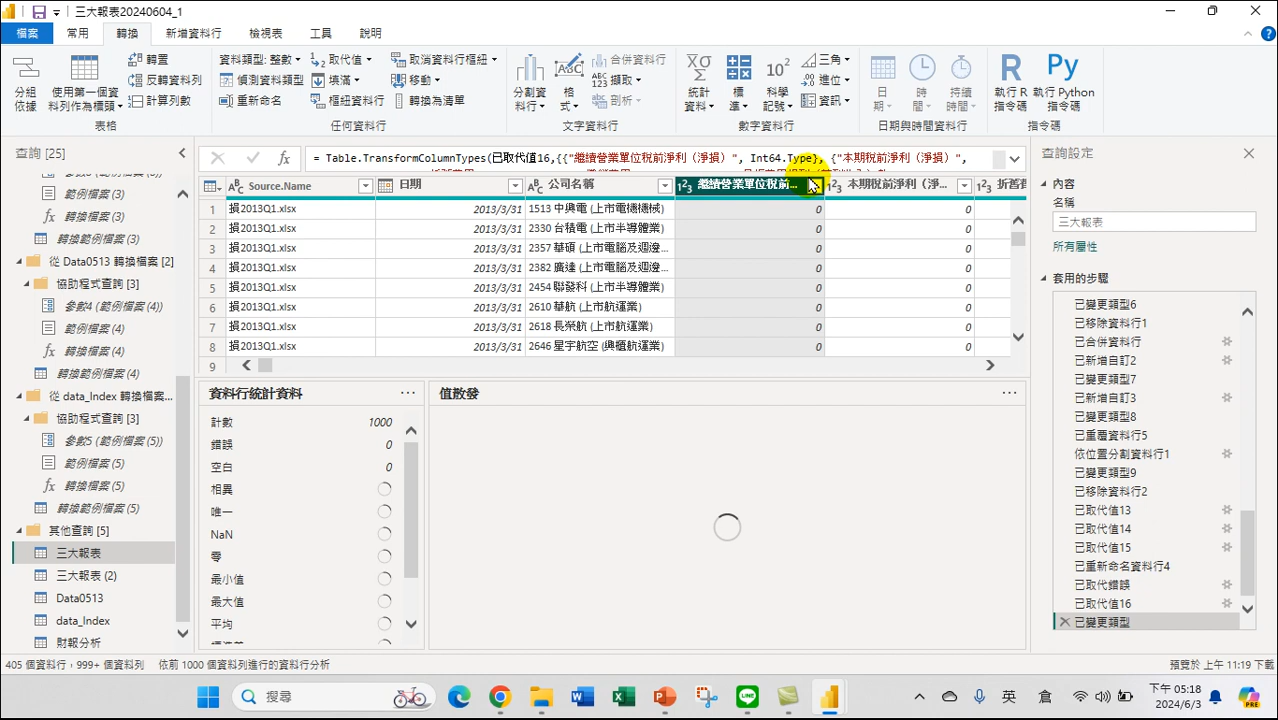 三大報表20240604_1
檔案 常用 轉換 新增資料行 檢視表 工具 說明
分組
依據
使用第一個資
料列作為標頭
轉置
反轉資料列
計算列數
表格
資料類型: 整數
偵測資料類型
重新命名
取代值
填滿
樞紐資料行
取消資料行樞紐
移動
轉換為清單
任何資料行
分割資
料行
格
式
合併資料行
擷取
剖析
文字資料行
統計
資料
標
準
科學
記號
三角
進位
資訊
數字資料行
日
期
時
間
持續
時間
日期與時間資料行
執行 R
指令碼
執行 Python
指令碼
指令碼
查詢 [25]
= Table.TransformColumnTypes(已取代值16,{{"繼續營業單位稅前淨利（淨損）", Int64.Type}, {"本期稅前淨利（淨損）",
查詢設定
轉換檔案 (3)
轉換範例檔案 (3)
從 Data0513 轉換檔案 [2]
協助程式查詢 [3]
參數4 (範例檔案 (4))
範例檔案 (4)
轉換檔案 (4)
轉換範例檔案 (4)
從 data_Index 轉換檔案...
協助程式查詢 [3]
參數5 (範例檔案 (5))
範例檔案 (5)
轉換檔案 (5)
轉換範例檔案 (5)
其他查詢 [5]
三大報表
三大報表 (2)
Data0513
data_Index
財報分析
Source.Name 日期 公司名稱 繼續營業單位稅前... 本期稅前淨利（淨... 折舊費
1 損2013Q1.xlsx 2013/3/31 1513 中興電 (上市電機機械) 0 0
2 損2013Q1.xlsx 2013/3/31 2330 台積電 (上市半導體業) 0 0
3 損2013Q1.xlsx 2013/3/31 2357 華碩 (上市電腦及週邊... 0 0
4 損2013Q1.xlsx 2013/3/31 2382 廣達 (上市電腦及週邊... 0 0
5 損2013Q1.xlsx 2013/3/31 2454 聯發科 (上市半導體業) 0 0
6 損2013Q1.xlsx 2013/3/31 2610 華航 (上市航運業) 0 0
7 損2013Q1.xlsx 2013/3/31 2618 長榮航 (上市航運業) 0 0
8 損2013Q1.xlsx 2013/3/31 2646 星宇航空 (興櫃航運業) 0 0
9
資料行統計資料
計數 1000
錯誤 0
空白 0
相異
唯一
NaN
零
最小值
最大值
平均
值散發
內容
名稱
三大報表
所有屬性
套用的步驟
已變更類型6
已移除資料行1
已合併資料行
已新增自訂2
已變更類型7
已新增自訂3
已變更類型8
已重覆資料行5
依位置分割資料行1
已變更類型9
已移除資料行2
已取代值13
已取代值14
已取代值15
已重新命名資料行4
已取代錯誤
已取代值16
已變更類型
405 個資料行，999+ 個資料列 依前 1000 個資料列進行的資料行分析
預覽於 上午 11:19 下載
搜尋
英 倉
下午 05:18
2024/6/3
PRE